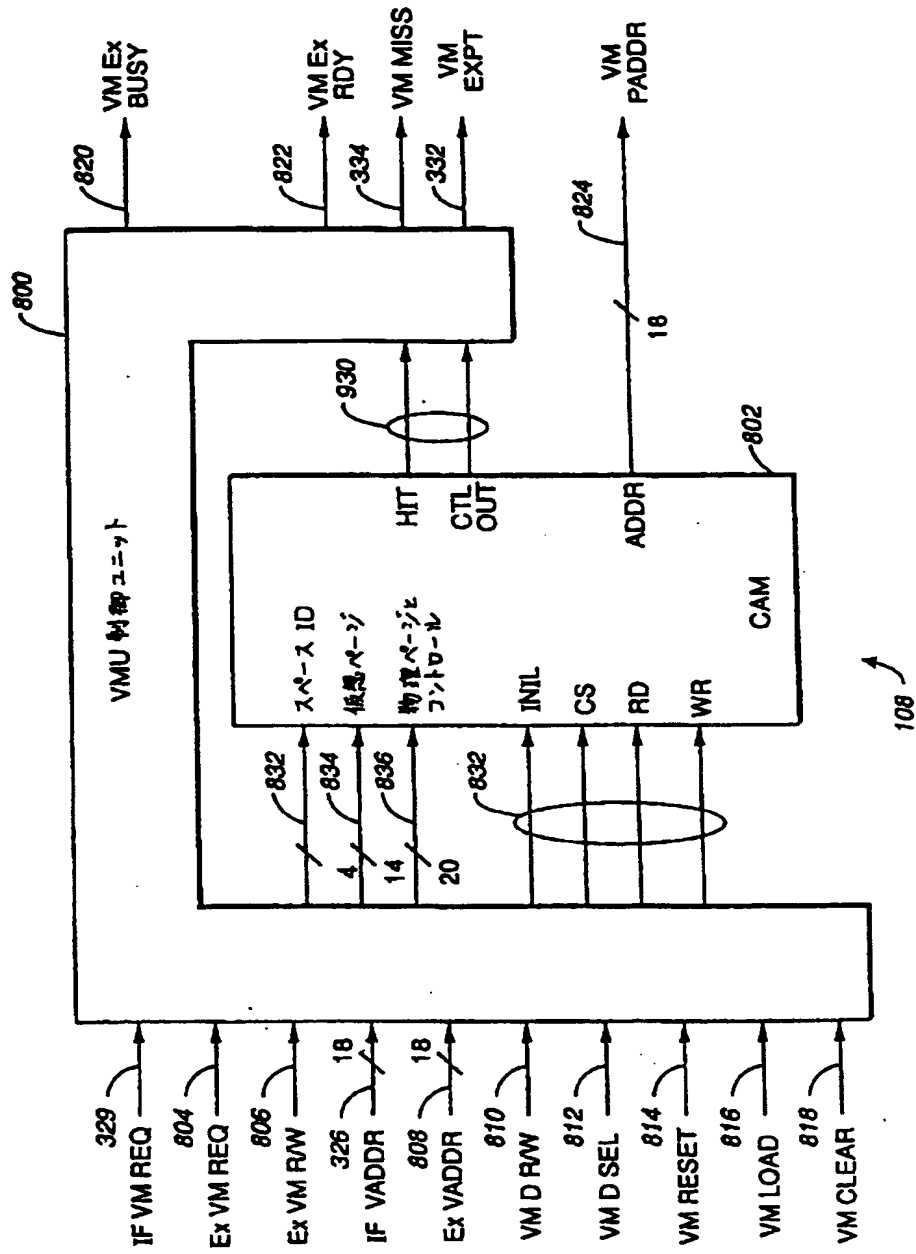 VM Ex
BUSY
820
VM Ex
RDY
822
VM MISS
334
VM
EXPT
332
VM
PADDR
824
18
800
VMU 制御ユニット
930
802
HIT
CTL
OUT
ADDR
CAM
スペース ID
仮想ページ
物理ページと
コントロール
INIL
CS
RD
WR
832
4
834
14
836
20
832
108
IF VM REQ
329
Ex VM REQ
804
Ex VM R/W
806
IF VADDR
326
18
Ex VADDR
808
18
VM D R/W
810
VM D SEL
812
VM RESET
814
VM LOAD
816
VM CLEAR
818